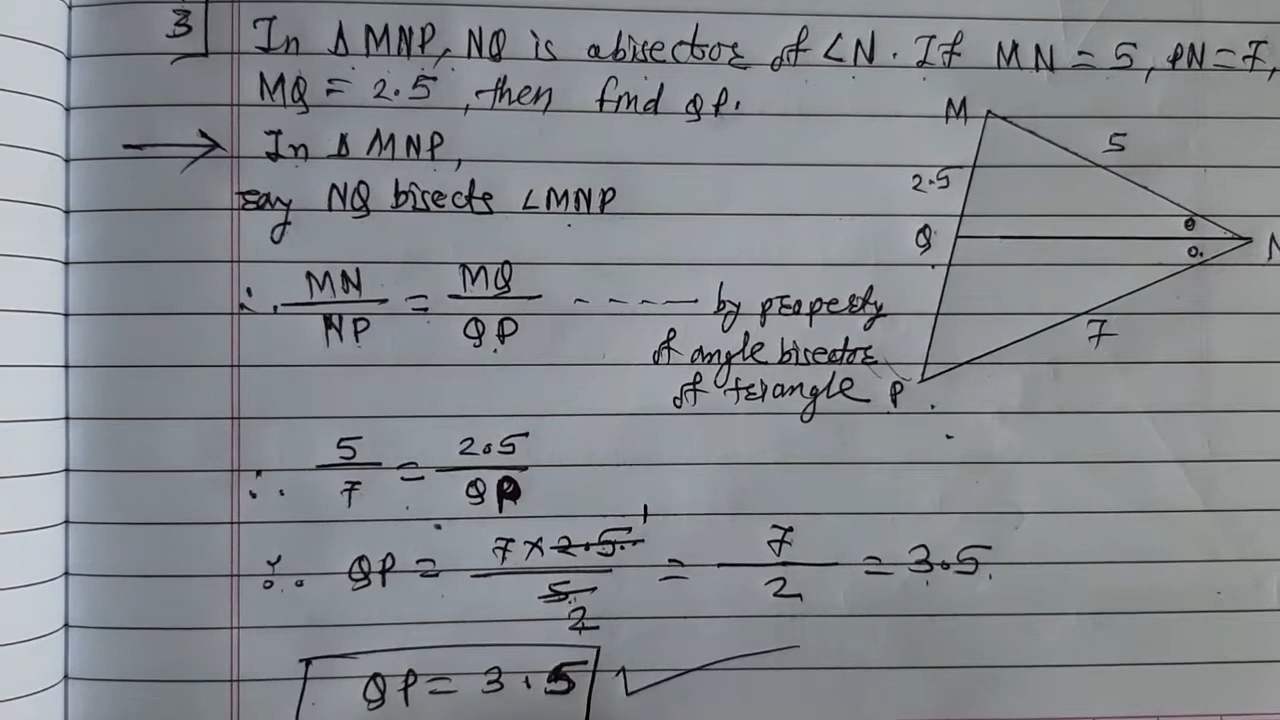 3
In Δ MNP, NQ is a bisector of ∠N. If MN = 5, PN = 7,
MQ = 2.5, then find QP.
→ In Δ MNP,
say NQ bisects ∠MNP
∴ MN/NP = MQ/QP ----- by property
of angle bisector
of triangle
∴ 5/7 = 2.5/QP
∴ QP = 7×2.5/5 = 7/2 = 3.5
1
2
QP = 3.5 ✓
M
5
2.5
Q
θ
θ
N
7
P